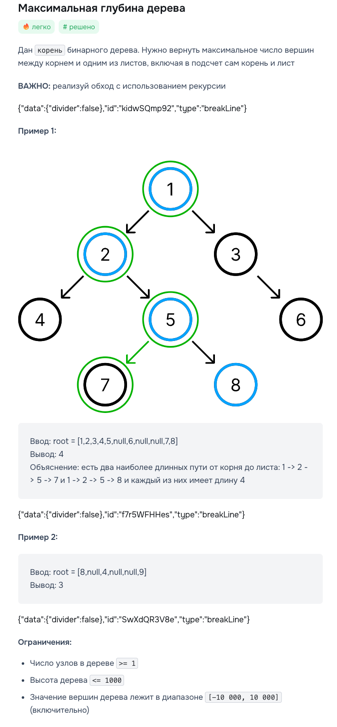 Максимальная глубина дерева
🔥 легко # решено
Дан корень бинарного дерева. Нужно вернуть максимальное число вершин
между корнем и одним из листов, включая в подсчет сам корень и лист
ВАЖНО: реализуй обход с использованием рекурсии
{"data":{"divider":false},"id":"kidwSQmp92","type":"breakLine"}
Пример 1:
1
2 3
4 5 6
7 8
Ввод: root = [1,2,3,4,5,null,6,null,null,7,8]
Вывод: 4
Объяснение: есть два наиболее длинных пути от корня до листа: 1 -> 2 -
> 5 -> 7 и 1 -> 2 -> 5 -> 8 и каждый из них имеет длину 4
{"data":{"divider":false},"id":"f7r5WFHHes","type":"breakLine"}
Пример 2:
Ввод: root = [8,null,4,null,null,9]
Вывод: 3
{"data":{"divider":false},"id":"SwXdQR3V8e","type":"breakLine"}
Ограничения:
• Число узлов в дереве >= 1
• Высота дерева <= 1000
• Значение вершин дерева лежит в диапазоне [-10 000, 10 000]
(включительно)